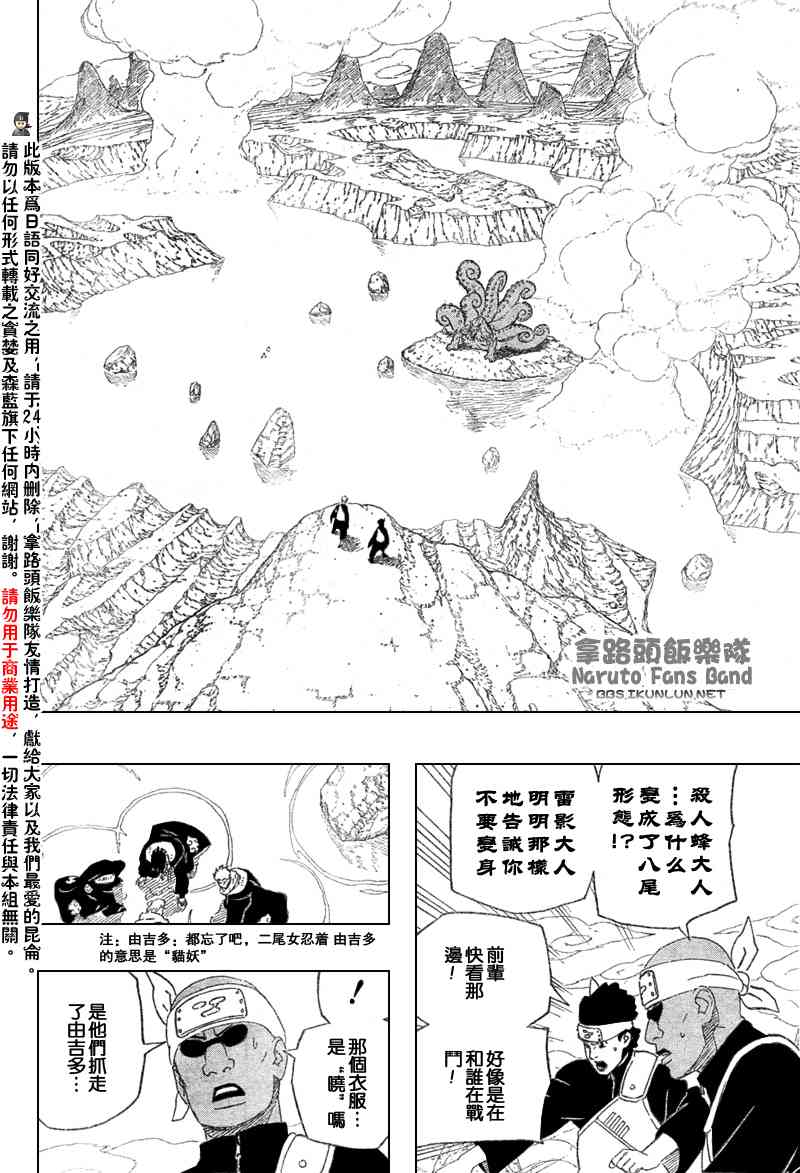 此版本爲日語同好交流之用，請于24小時内删除，拿路頭飯樂隊友情打造，獻給大家以及我們最愛的昆侖。
請勿以任何形式轉載之貪婪及森藍旗下任何網站，謝謝。請勿用于商業用途，一切法律責任與本組無關。
拿路頭飯樂隊
Naruto Fans Band
BBS.IKUNLUN.NET
殺人蜂大人
…爲什么
變成了八尾
形態!?
雷影大人
明明那樣
地告誡你
不要變身
前輩
快看那
邊！
好像是在
和誰在戰
鬥！
注：由吉多：都忘了吧，二尾女忍着 由吉多
的意思是“貓妖”
！
那個衣服…
是“曉”嗎
是他們抓走
了由吉多…